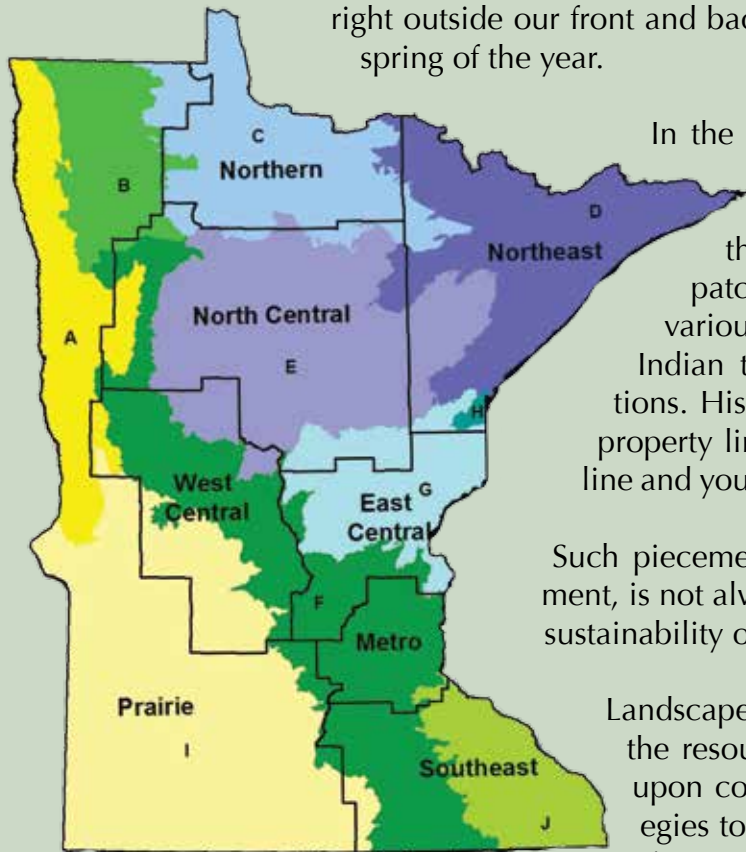 right outside our front and bac
spring of the year.
In the
th
patc
variou
Indian t
tions. His
property lin
line and you
Such pieceme
ment, is not alw
sustainability o
Landscape
the resou
upon co
egies to
C
Northern
B
D
Northeast
North Central
A
E
H
West
Central
G
East
Central
F
Metro
Prairie
I
Southeast
J